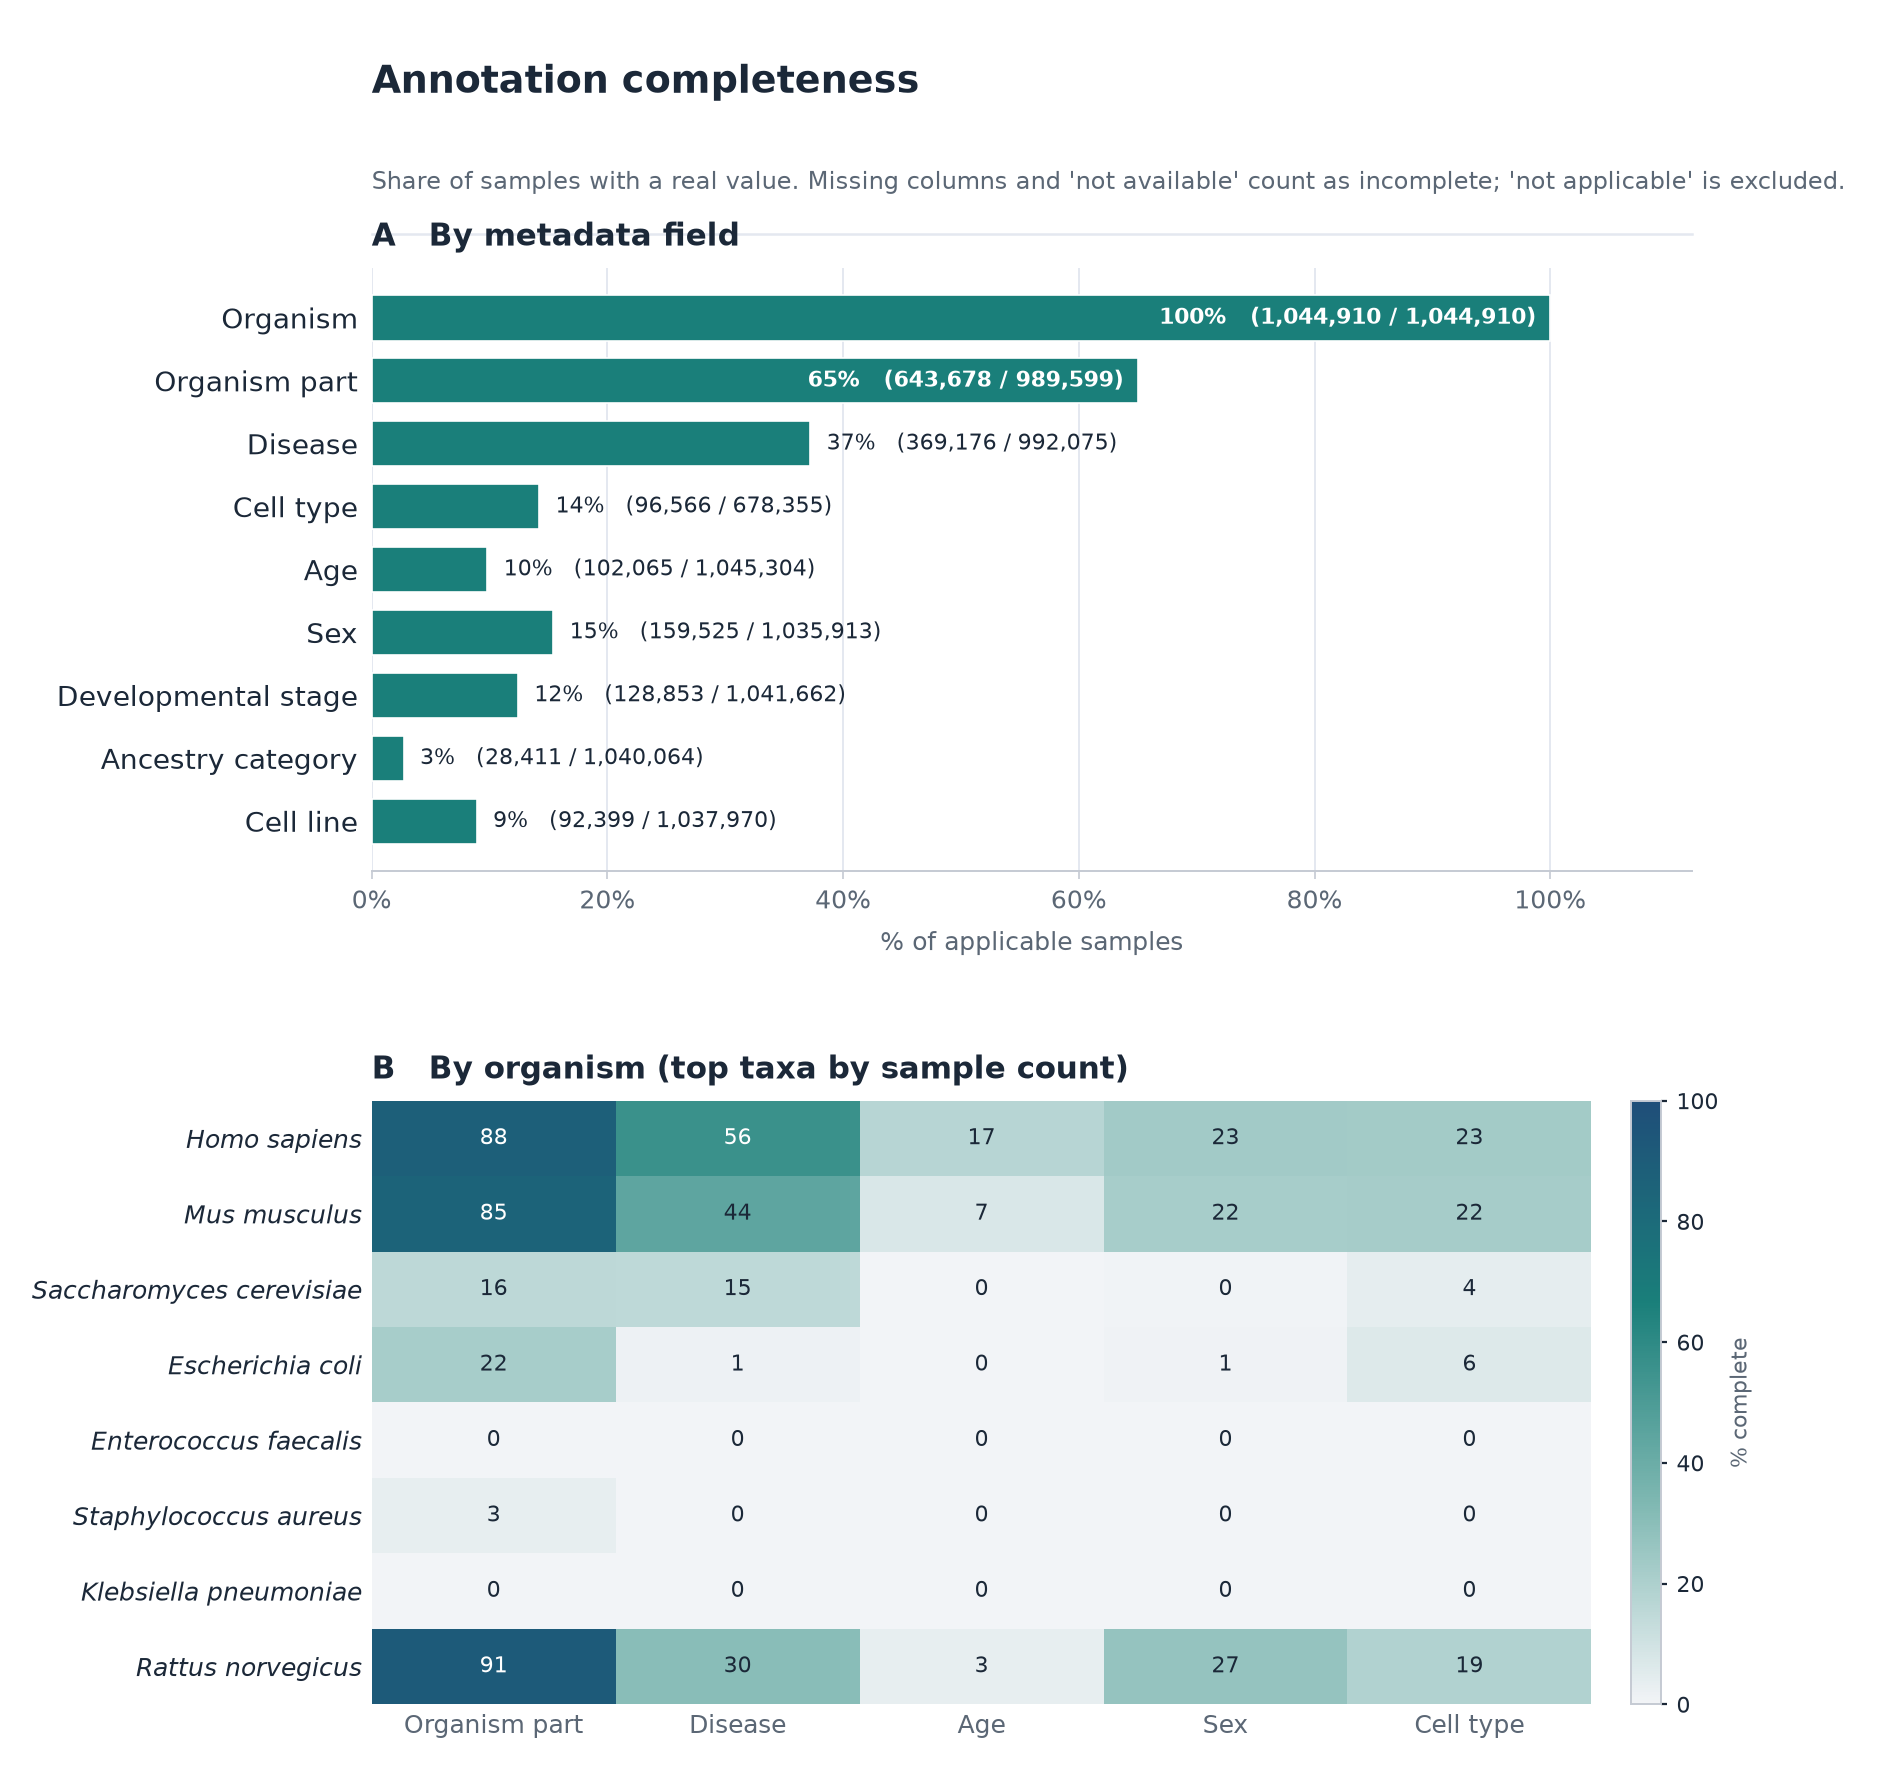 Annotation completeness
Share of samples with a real value. Missing columns and 'not available' count as incomplete; 'not applicable' is excluded.
A By metadata field
Organism 100% (1,044,910 / 1,044,910)
Organism part 65% (643,678 / 989,599)
Disease 37% (369,176 / 992,075)
Cell type 14% (96,566 / 678,355)
Age 10% (102,065 / 1,045,304)
Sex 15% (159,525 / 1,035,913)
Developmental stage 12% (128,853 / 1,041,662)
Ancestry category 3% (28,411 / 1,040,064)
Cell line 9% (92,399 / 1,037,970)
0% 20% 40% 60% 80% 100%
% of applicable samples
B By organism (top taxa by sample count)
Homo sapiens 88 56 17 23 23
Mus musculus 85 44 7 22 22
Saccharomyces cerevisiae 16 15 0 0 4
Escherichia coli 22 1 0 1 6
Enterococcus faecalis 0 0 0 0 0
Staphylococcus aureus 3 0 0 0 0
Klebsiella pneumoniae 0 0 0 0 0
Rattus norvegicus 91 30 3 27 19
Organism part Disease Age Sex Cell type
100
80
60
40
20
0
% complete